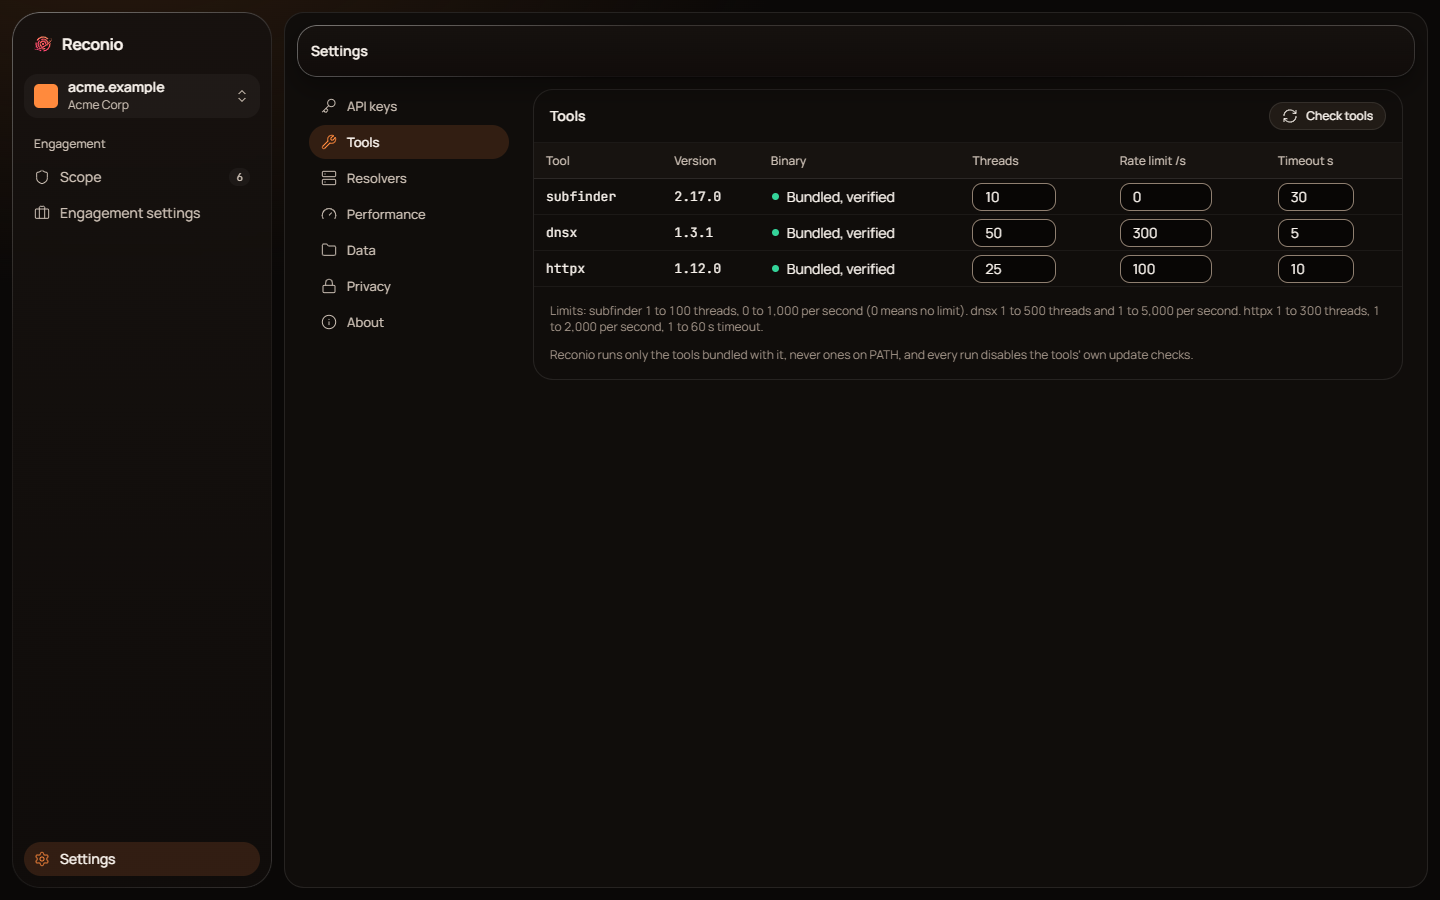 Reconio
acme.example
Acme Corp
Engagement
Scope 6
Engagement settings
Settings
Settings
API keys
Tools
Resolvers
Performance
Data
Privacy
About
Tools
Check tools
Tool Version Binary Threads Rate limit /s Timeout s
subfinder 2.17.0 Bundled, verified 10 0 30
dnsx 1.3.1 Bundled, verified 50 300 5
httpx 1.12.0 Bundled, verified 25 100 10
Limits: subfinder 1 to 100 threads, 0 to 1,000 per second (0 means no limit). dnsx 1 to 500 threads and 1 to 5,000 per second. httpx 1 to 300 threads, 1
to 2,000 per second, 1 to 60 s timeout.
Reconio runs only the tools bundled with it, never ones on PATH, and every run disables the tools' own update checks.